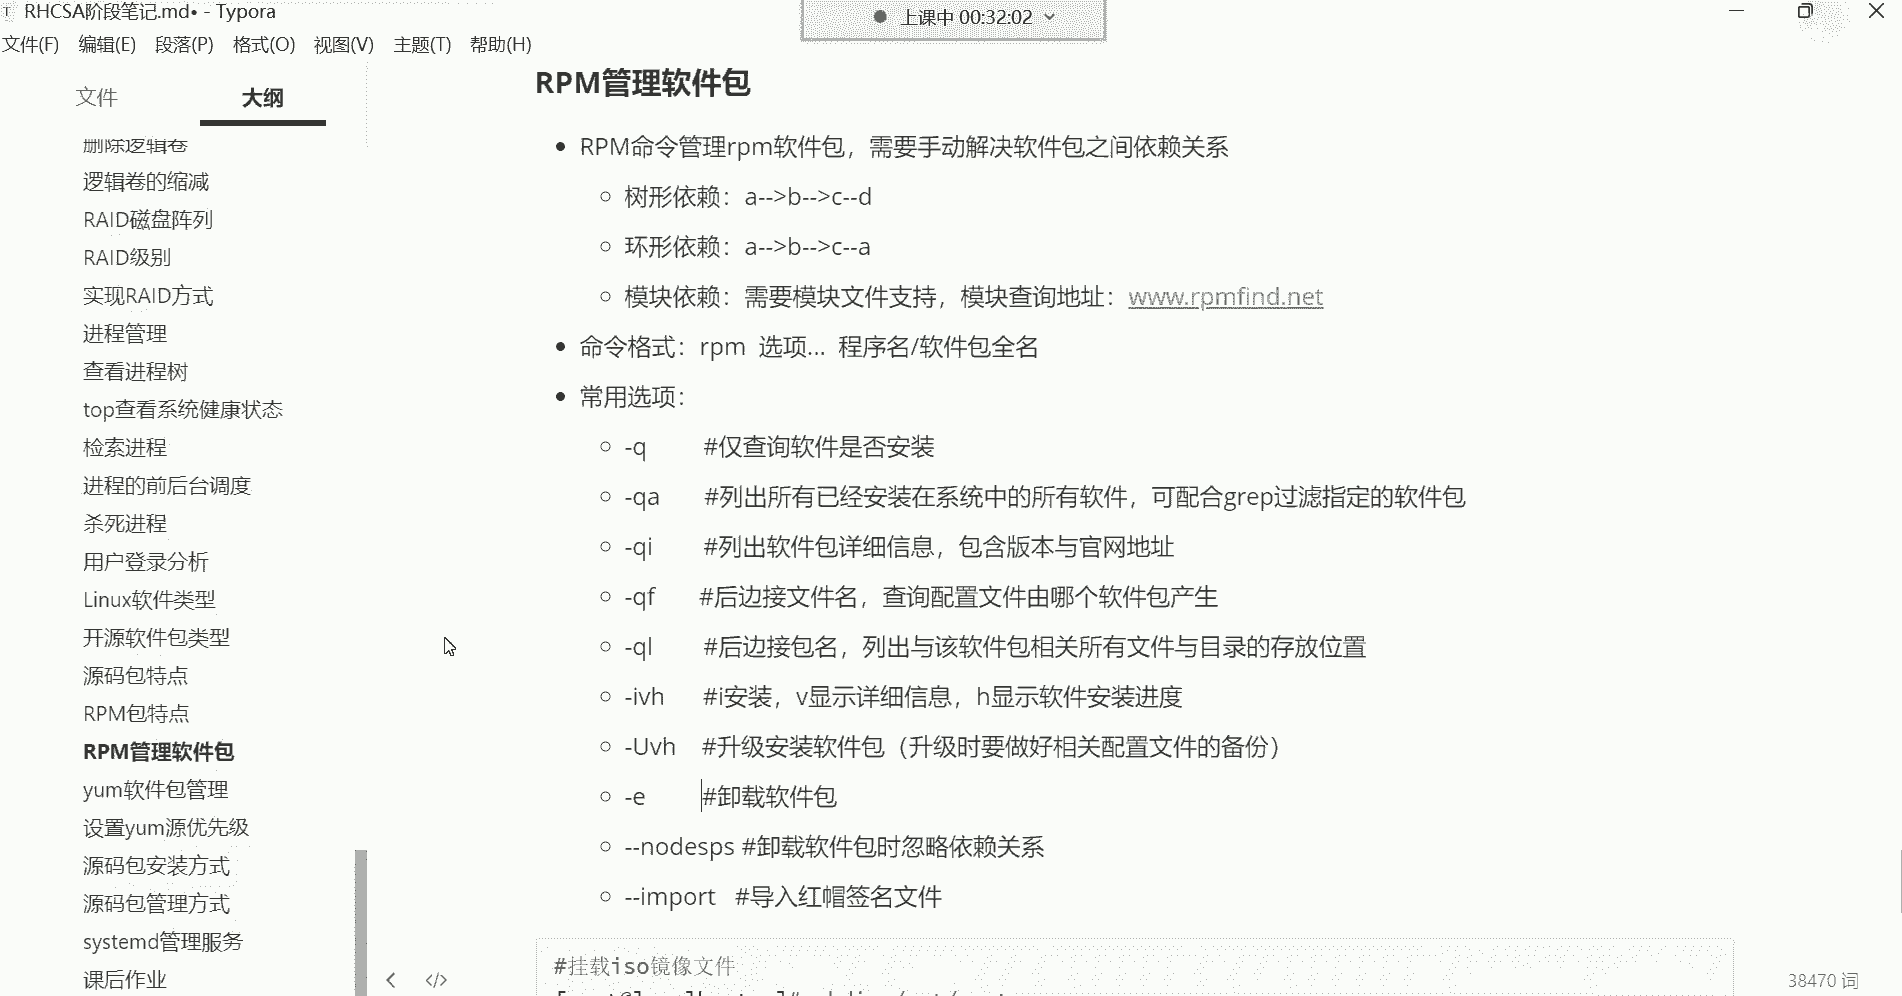 RHCSA阶段笔记.md• - Typora
上课中 00:32:02
文件(F) 编辑(E) 段落(P) 格式(O) 视图(V) 主题(T) 帮助(H)
文件 大纲
删除逻辑卷
逻辑卷的缩减
RAID磁盘阵列
RAID级别
实现RAID方式
进程管理
查看进程树
top查看系统健康状态
检索进程
进程的前后台调度
杀死进程
用户登录分析
Linux软件类型
开源软件包类型
源码包特点
RPM包特点
RPM管理软件包
yum软件包管理
设置yum源优先级
源码包安装方式
源码包管理方式
systemd管理服务
课后作业
RPM管理软件包
RPM命令管理rpm软件包，需要手动解决软件包之间依赖关系
树形依赖：a-->b-->c--d
环形依赖：a-->b-->c--a
模块依赖：需要模块文件支持，模块查询地址：www.rpmfind.net
命令格式：rpm 选项... 程序名/软件包全名
常用选项：
-q #仅查询软件是否安装
-qa #列出所有已经安装在系统中的所有软件，可配合grep过滤指定的软件包
-qi #列出软件包详细信息，包含版本与官网地址
-qf #后边接文件名，查询配置文件由哪个软件包产生
-ql #后边接包名，列出与该软件包相关所有文件与目录的存放位置
-ivh #i安装，v显示详细信息，h显示软件安装进度
-Uvh #升级安装软件包（升级时要做好相关配置文件的备份）
-e #卸载软件包
--nodesps #卸载软件包时忽略依赖关系
--import #导入红帽签名文件
#挂载iso镜像文件
38470 词